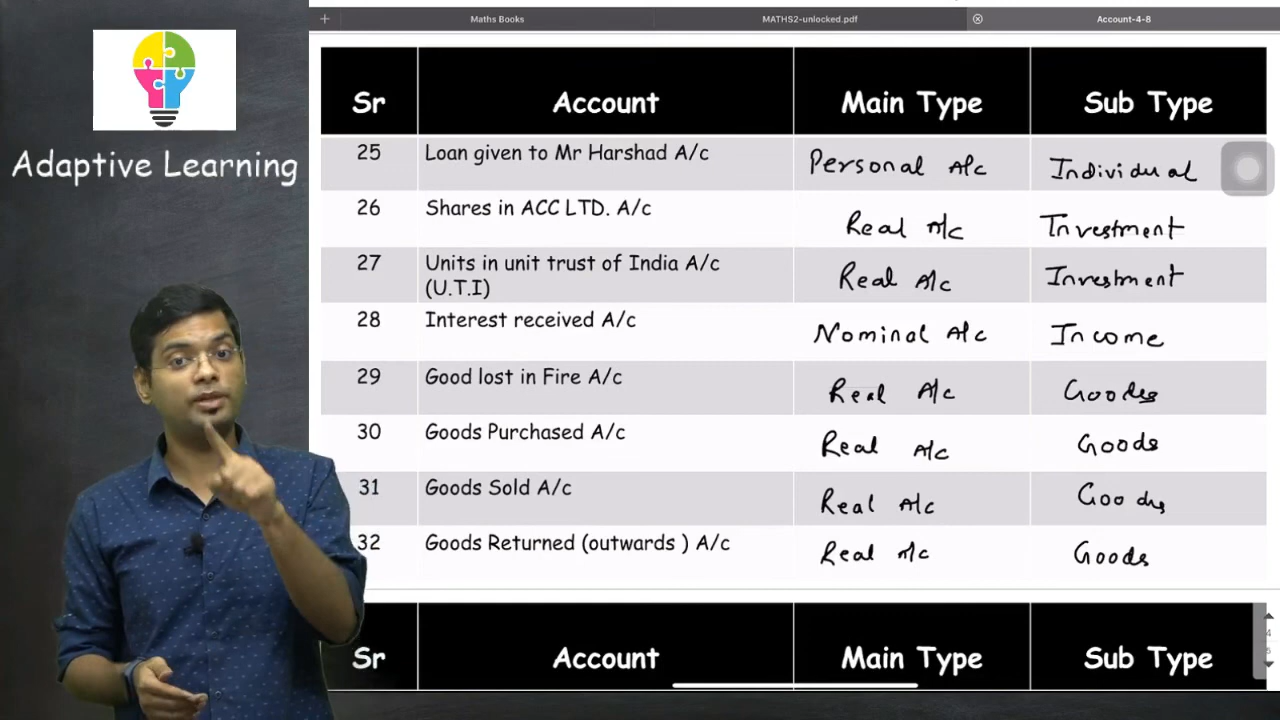 Maths Books
MATHS2-unlocked.pdf
Account-4-8
Adaptive Learning
Sr Account Main Type Sub Type
25 Loan given to Mr Harshad A/c Personal A/c Individual
26 Shares in ACC LTD. A/c Real A/c Investment
27 Units in unit trust of India A/c Real A/c Investment
(U.T.I)
28 Interest received A/c Nominal A/c Income
29 Good lost in Fire A/c Real A/c Goods
30 Goods Purchased A/c Real A/c Goods
31 Goods Sold A/c Real A/c Goods
32 Goods Returned (outwards ) A/c Real A/c Goods
Sr Account Main Type Sub Type